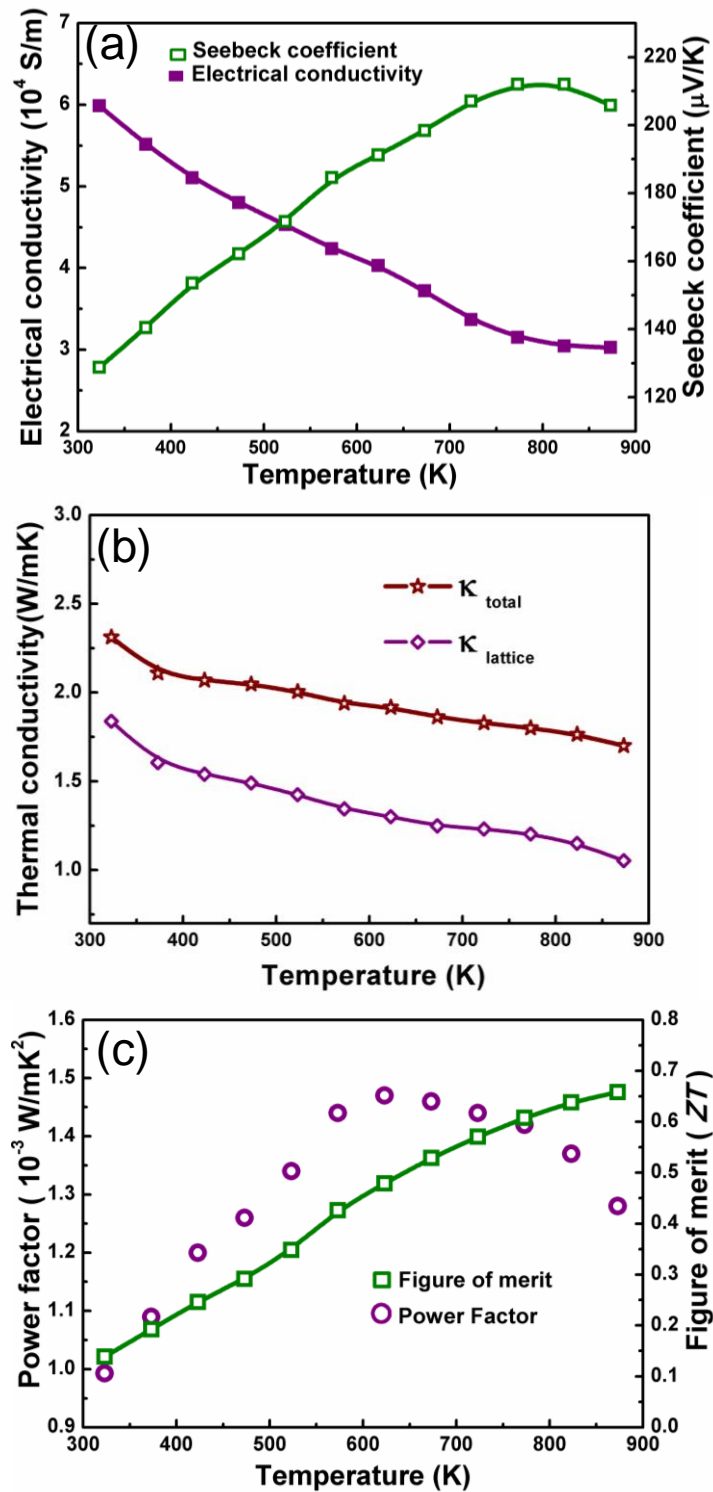 (a)
Seebeck coefficient
Electrical conductivity
Electrical conductivity (10⁴ S/m)
7
6
5
4
3
2
220
200
180
160
140
120
Seebeck coefficient (µV/K)
300 400 500 600 700 800 900
Temperature (K)
(b)
κ total
κ lattice
Thermal conductivity(W/mK)
3.0
2.5
2.0
1.5
1.0
300 400 500 600 700 800 900
Temperature (K)
(c)
Figure of merit
Power Factor
Power factor ( 10⁻³ W/mK²)
1.6
1.5
1.4
1.3
1.2
1.1
1.0
0.9
0.8
0.7
0.6
0.5
0.4
0.3
0.2
0.1
0.0
Figure of merit ( ZT)
300 400 500 600 700 800 900
Temperature (K)